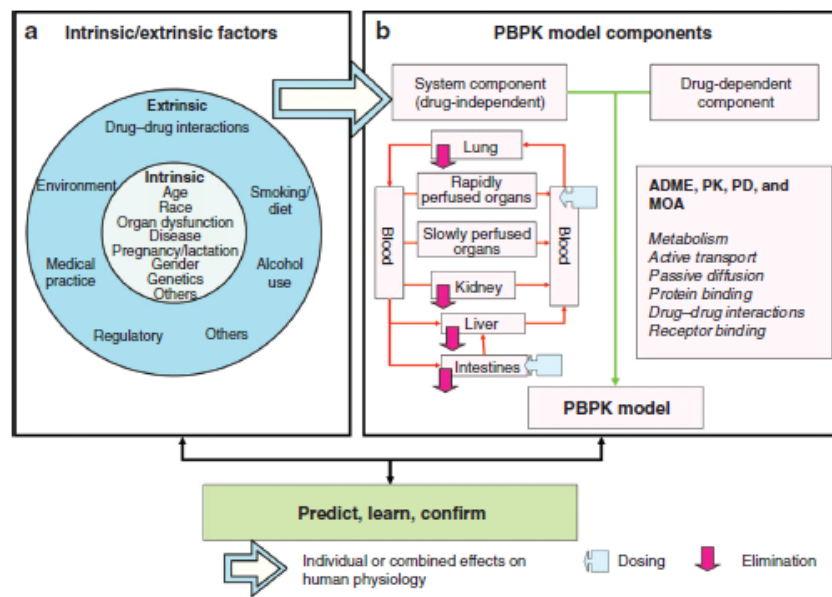 a Intrinsic/extrinsic factors
Extrinsic
Drug–drug interactions
Environment
Smoking/
diet
Medical
practice
Alcohol
use
Regulatory
Others
Intrinsic
Age
Race
Organ dysfunction
Disease
Pregnancy/lactation
Gender
Genetics
Others
b PBPK model components
System component
(drug-independent)
Drug-dependent
component
Lung
Rapidly
perfused organs
Slowly perfused
organs
Kidney
Liver
Intestines
Blood
Blood
ADME, PK, PD, and
MOA
Metabolism
Active transport
Passive diffusion
Protein binding
Drug–drug interactions
Receptor binding
PBPK model
Predict, learn, confirm
Individual or combined effects on
human physiology
Dosing
Elimination